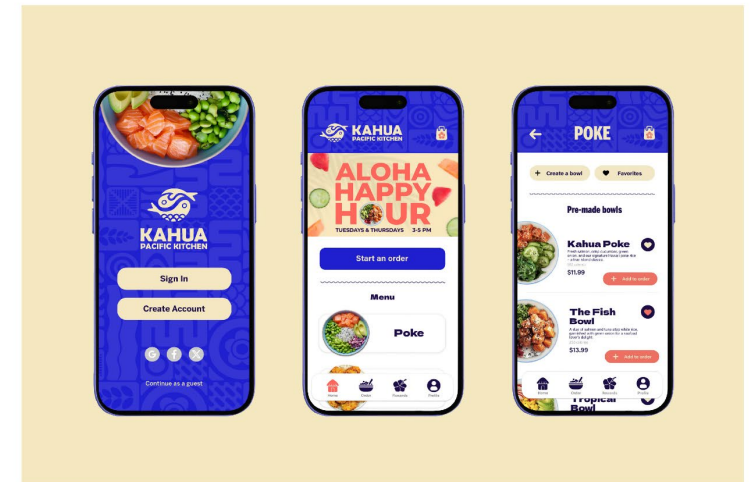 KAHUA
PACIFIC KITCHEN
Sign In
Create Account
G f X
Continue as a guest
KAHUA
PACIFIC KITCHEN
ALOHA
HAPPY
HOUR
TUESDAYS & THURSDAYS 3-5 PM
Start an order
Menu
Poke
Home Order Rewards Profile
POKE
+ Create a bowl
Favorites
Pre-made bowls
Kahua Poke
$11.99
+ Add to order
The Fish
Bowl
$13.99
+ Add to order
Tropical
Bowl
Home Order Rewards Profile